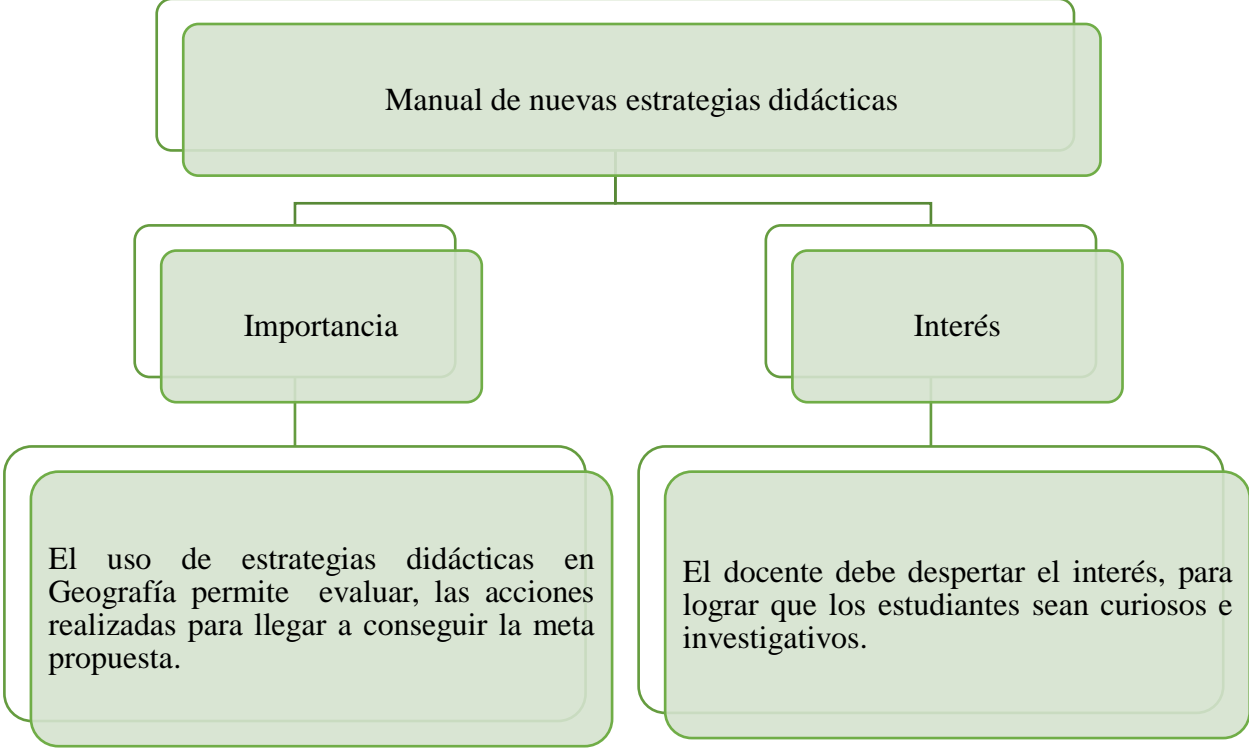 Manual de nuevas estrategias didácticas
Importancia
Interés
El uso de estrategias didácticas en
Geografía permite evaluar, las acciones
realizadas para llegar a conseguir la meta
propuesta.
El docente debe despertar el interés, para
lograr que los estudiantes sean curiosos e
investigativos.